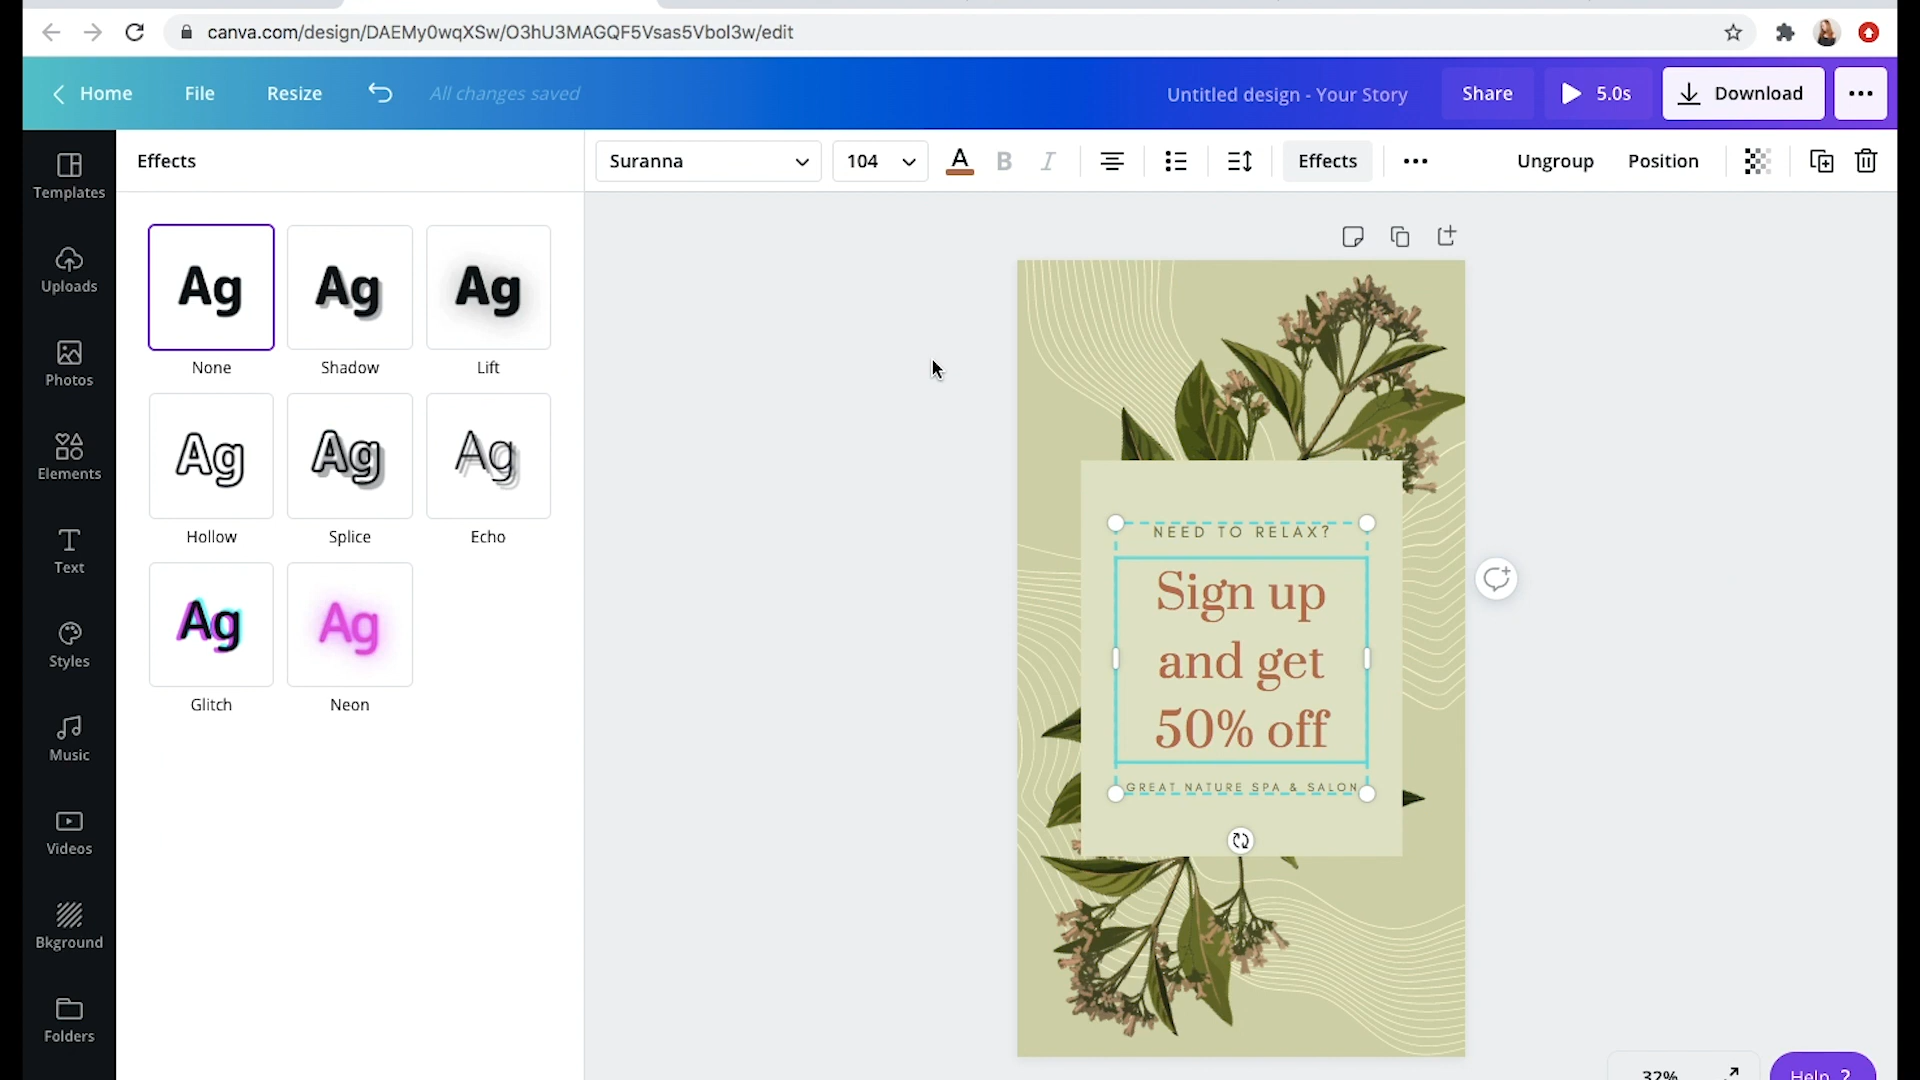 canva.com/design/DAEMy0wqXSw/O3hU3MAGQF5Vsas5Vbol3w/edit
Home File Resize All changes saved Untitled design - Your Story Share 5.0s Download
Effects Suranna 104 A B I Effects Ungroup Position
Templates
Uploads
Photos
Elements
Text
Styles
Music
Videos
Bkground
Folders
Ag Ag Ag
None Shadow Lift
Ag Ag Ag
Hollow Splice Echo
Ag Ag
Glitch Neon
NEED TO RELAX?
Sign up
and get
50% off
GREAT NATURE SPA & SALON
32% Help ?